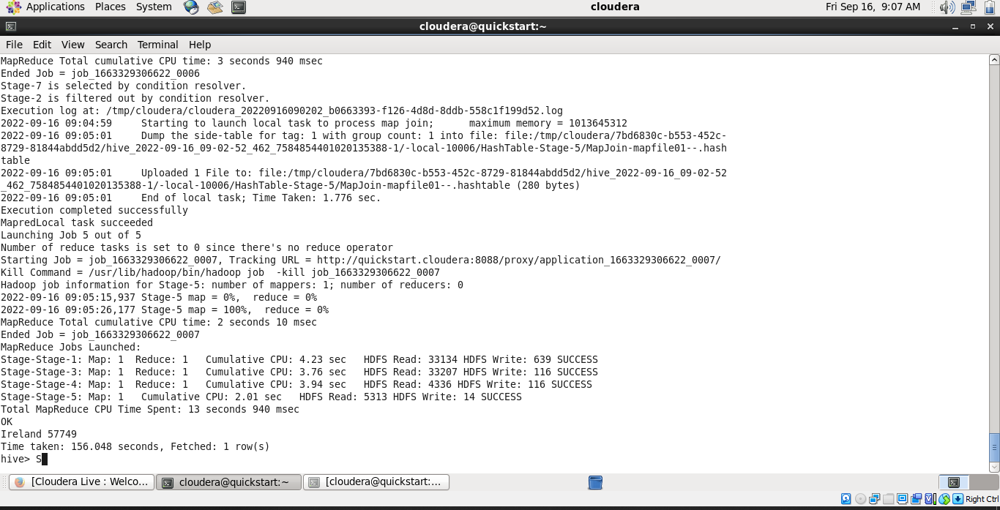 Applications Places System cloudera Fri Sep 16, 9:07 AM
cloudera@quickstart:~
File Edit View Search Terminal Help
MapReduce Total cumulative CPU time: 3 seconds 940 msec
Ended Job = job_1663329306622_0006
Stage-7 is selected by condition resolver.
Stage-2 is filtered out by condition resolver.
Execution log at: /tmp/cloudera/cloudera_20220916090202_b0663393-f126-4d8d-8ddb-558c1f199d52.log
2022-09-16 09:04:59     Starting to launch local task to process map join;      maximum memory = 1013645312
2022-09-16 09:05:01     Dump the side-table for tag: 1 with group count: 1 into file: file:/tmp/cloudera/7bd6830c-b553-452c-
8729-81844abdd5d2/hive_2022-09-16_09-02-52_462_7584854401020135388-1/-local-10006/HashTable-Stage-5/MapJoin-mapfile01--.hash
table
2022-09-16 09:05:01     Uploaded 1 File to: file:/tmp/cloudera/7bd6830c-b553-452c-8729-81844abdd5d2/hive_2022-09-16_09-02-52
_462_7584854401020135388-1/-local-10006/HashTable-Stage-5/MapJoin-mapfile01--.hashtable (280 bytes)
2022-09-16 09:05:01     End of local task; Time Taken: 1.776 sec.
Execution completed successfully
MapredLocal task succeeded
Launching Job 5 out of 5
Number of reduce tasks is set to 0 since there's no reduce operator
Starting Job = job_1663329306622_0007, Tracking URL = http://quickstart.cloudera:8088/proxy/application_1663329306622_0007/
Kill Command = /usr/lib/hadoop/bin/hadoop job  -kill job_1663329306622_0007
Hadoop job information for Stage-5: number of mappers: 1; number of reducers: 0
2022-09-16 09:05:15,937 Stage-5 map = 0%,  reduce = 0%
2022-09-16 09:05:26,177 Stage-5 map = 100%,  reduce = 0%
MapReduce Total cumulative CPU time: 2 seconds 10 msec
Ended Job = job_1663329306622_0007
MapReduce Jobs Launched:
Stage-Stage-1: Map: 1  Reduce: 1   Cumulative CPU: 4.23 sec   HDFS Read: 33134 HDFS Write: 639 SUCCESS
Stage-Stage-3: Map: 1  Reduce: 1   Cumulative CPU: 3.76 sec   HDFS Read: 33207 HDFS Write: 116 SUCCESS
Stage-Stage-4: Map: 1  Reduce: 1   Cumulative CPU: 3.94 sec   HDFS Read: 4336 HDFS Write: 116 SUCCESS
Stage-Stage-5: Map: 1   Cumulative CPU: 2.01 sec   HDFS Read: 5313 HDFS Write: 14 SUCCESS
Total MapReduce CPU Time Spent: 13 seconds 940 msec
OK
Ireland 57749
Time taken: 156.048 seconds, Fetched: 1 row(s)
hive> S
[Cloudera Live : Welco... cloudera@quickstart:~ [cloudera@quickstart:...
Right Ctrl